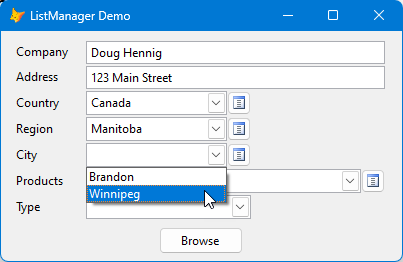 ListManager Demo
Company Doug Hennig
Address 123 Main Street
Country Canada
Region Manitoba
City
Brandon
Products
Winnipeg
Type
Browse